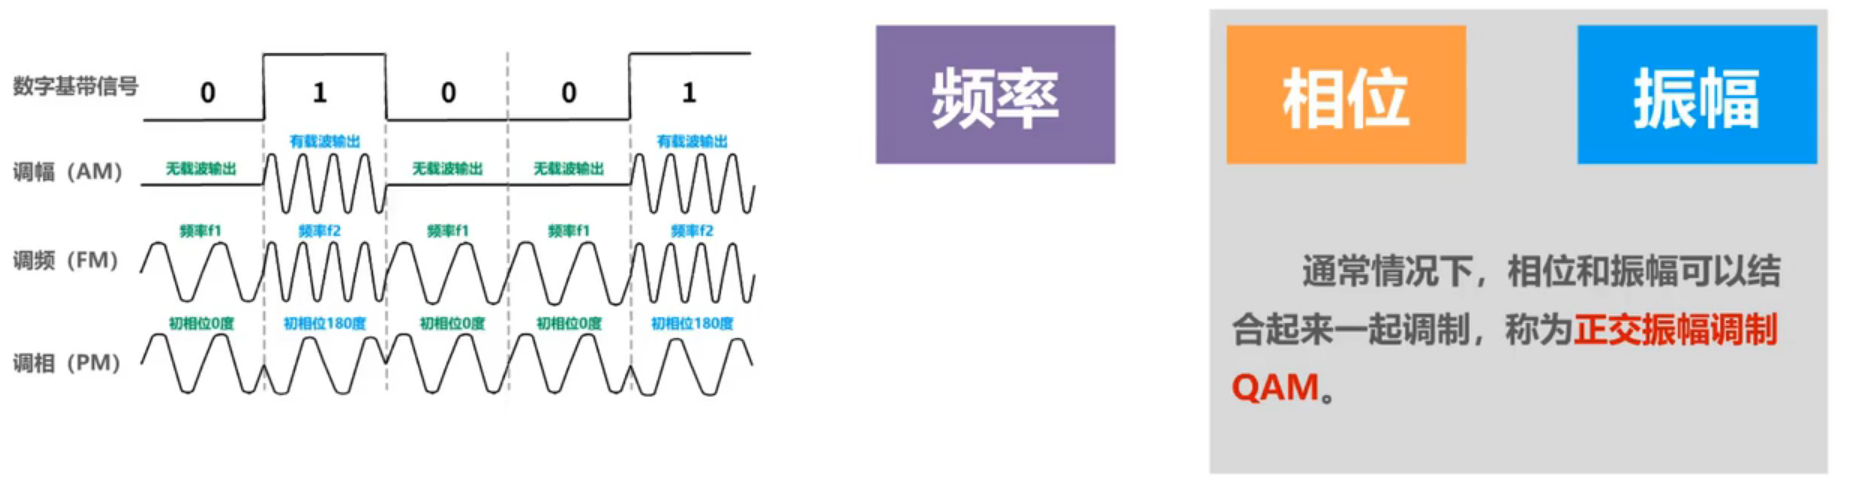 数字基带信号
0 1 0 0 1
调幅（AM）
无载波输出 有载波输出 无载波输出 无载波输出 有载波输出
调频（FM）
频率f1 频率f2 频率f1 频率f1 频率f2
调相（PM）
初相位0度 初相位180度 初相位0度 初相位0度 初相位180度
频率
相位
振幅
通常情况下，相位和振幅可以结
合起来一起调制，称为正交振幅调制
QAM。